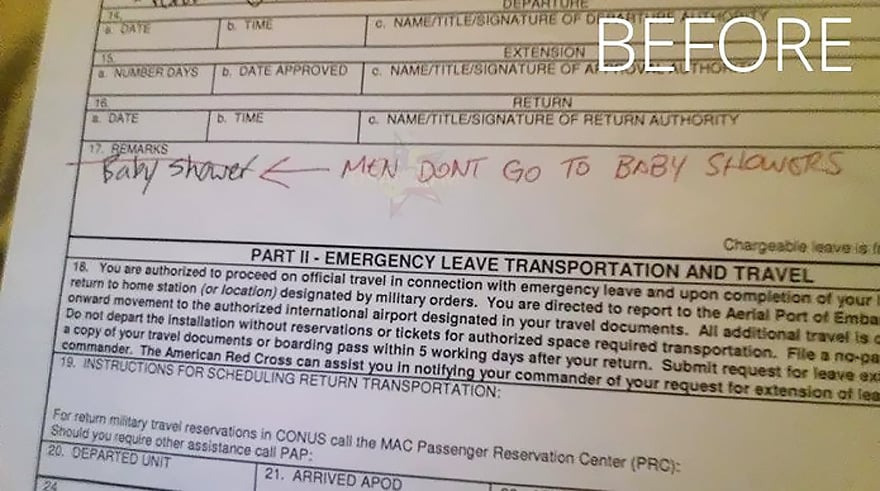 DEPARTURE
BEFORE
14.
a. DATE
b. TIME
c. NAME/TITLE/SIGNATURE OF DEPARTURE AUTHORITY
15.
EXTENSION
a. NUMBER DAYS
b. DATE APPROVED
c. NAME/TITLE/SIGNATURE OF APPROVAL AUTHORITY
16.
RETURN
a. DATE
b. TIME
c. NAME/TITLE/SIGNATURE OF RETURN AUTHORITY
17. REMARKS
Baby shower ← MEN DONT GO TO BABY SHOWERS
Chargeable leave is f
PART II - EMERGENCY LEAVE TRANSPORTATION AND TRAVEL
18. You are authorized to proceed on official travel in connection with emergency leave and upon completion of your l
return to home station (or location) designated by military orders. You are directed to report to the Aerial Port of Emba
onward movement to the authorized international airport designated in your travel documents. All additional travel is c
Do not depart the installation without reservations or tickets for authorized space required transportation. File a no-pa
a copy of your travel documents or boarding pass within 5 working days after your return. Submit request for leave ex
commander. The American Red Cross can assist you in notifying your commander of your request for extension of lea
19. INSTRUCTIONS FOR SCHEDULING RETURN TRANSPORTATION:
For return military travel reservations in CONUS call the MAC Passenger Reservation Center (PRC):
Should you require other assistance call PAP:
20. DEPARTED UNIT
21. ARRIVED APOD
24